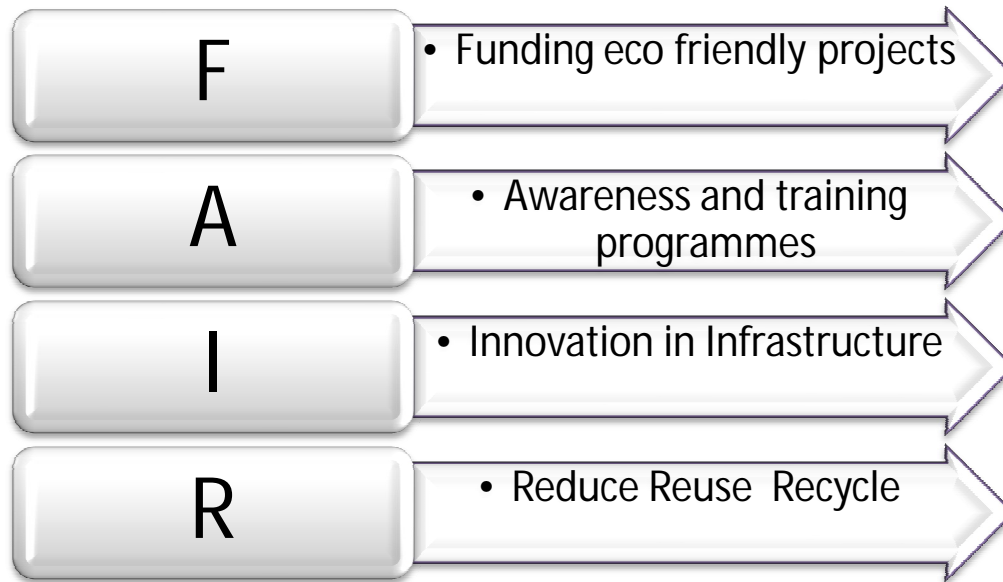 F
• Funding eco friendly projects
A
• Awareness and training
programmes
I
• Innovation in Infrastructure
R
• Reduce Reuse Recycle